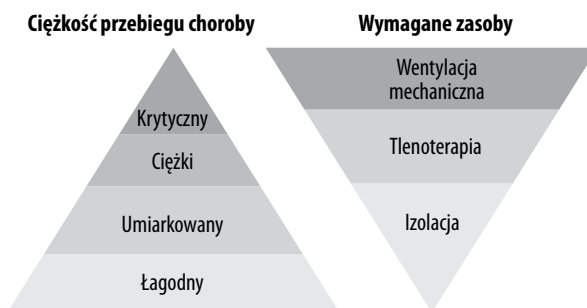 Ciężkość przebiegu choroby
Krytyczny
Ciężki
Umiarkowany
Łagodny
Wymagane zasoby
Wentylacja
mechaniczna
Tlenoterapia
Izolacja